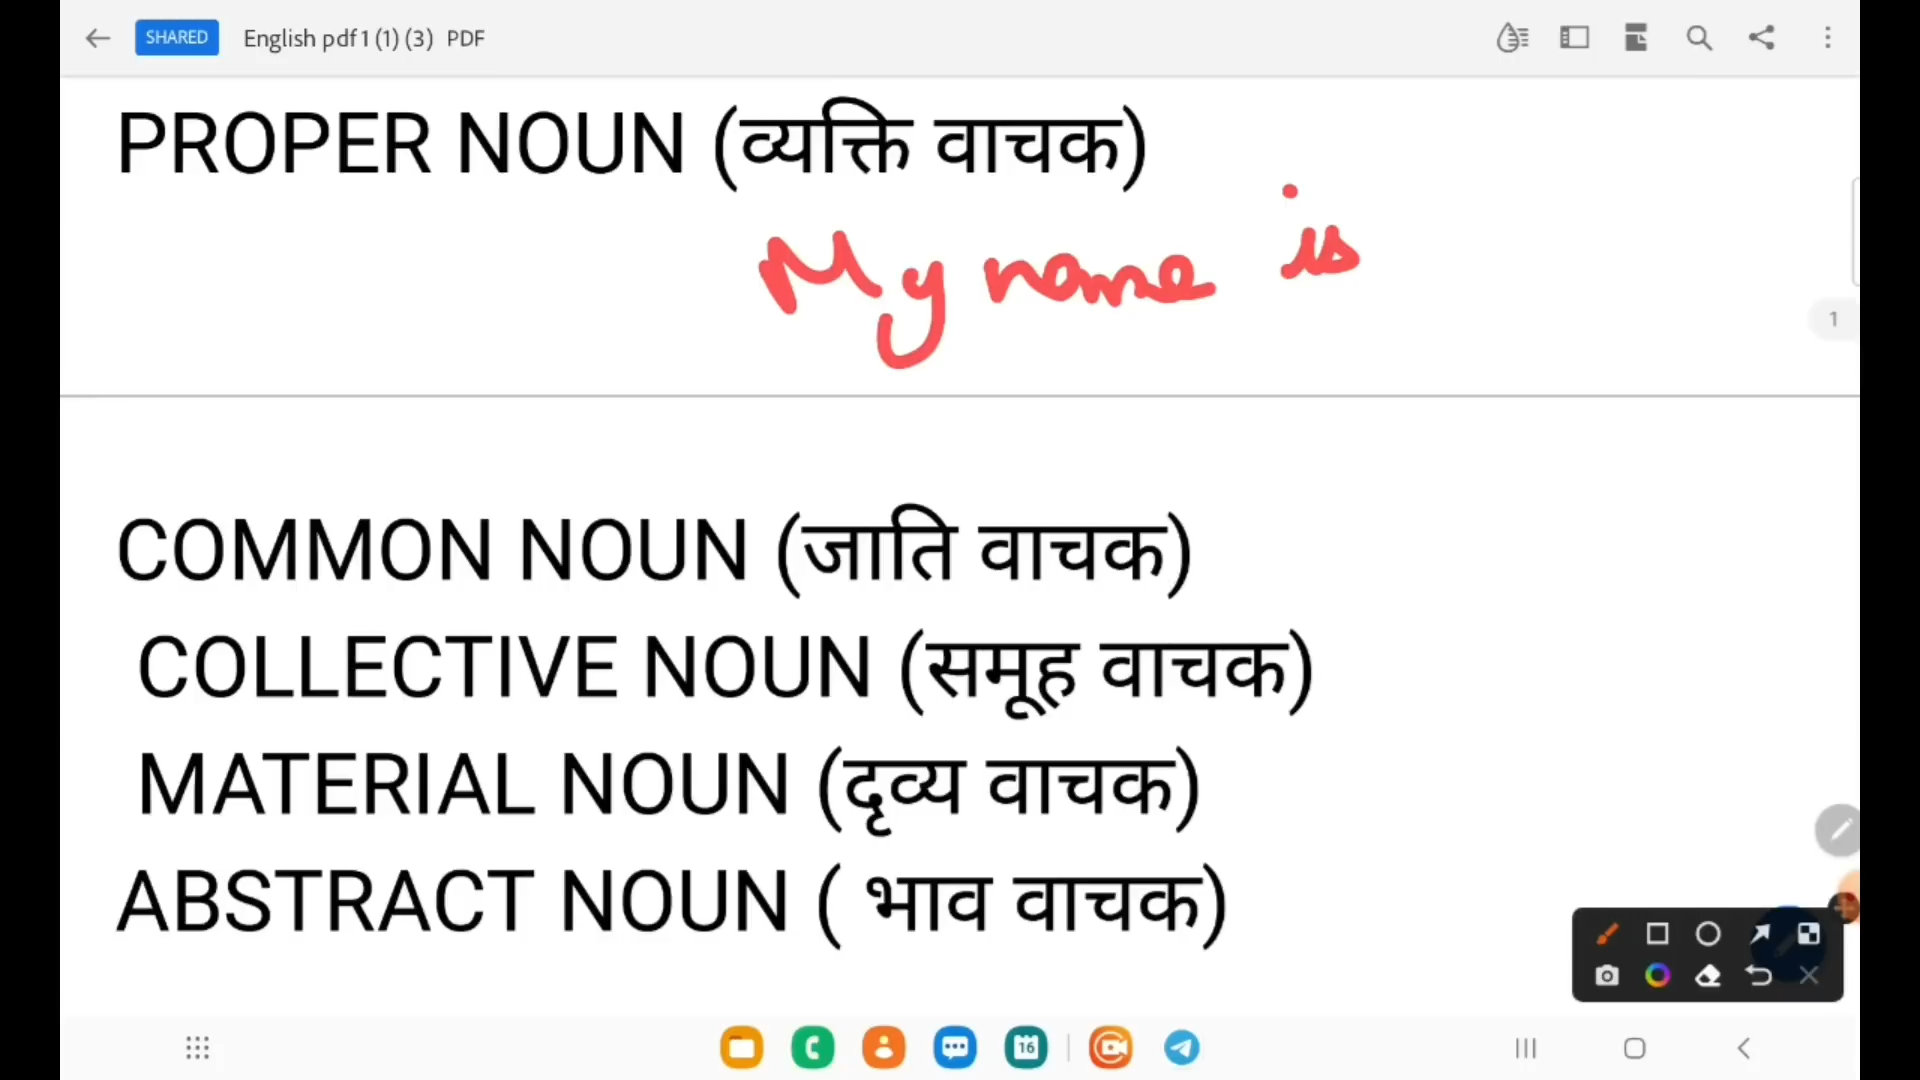 SHARED English pdf 1 (1) (3) PDF
PROPER NOUN (व्यक्ति वाचक)
My name is
1
COMMON NOUN (जाति वाचक)
COLLECTIVE NOUN (समूह वाचक)
MATERIAL NOUN (दृव्य वाचक)
ABSTRACT NOUN ( भाव वाचक)
16